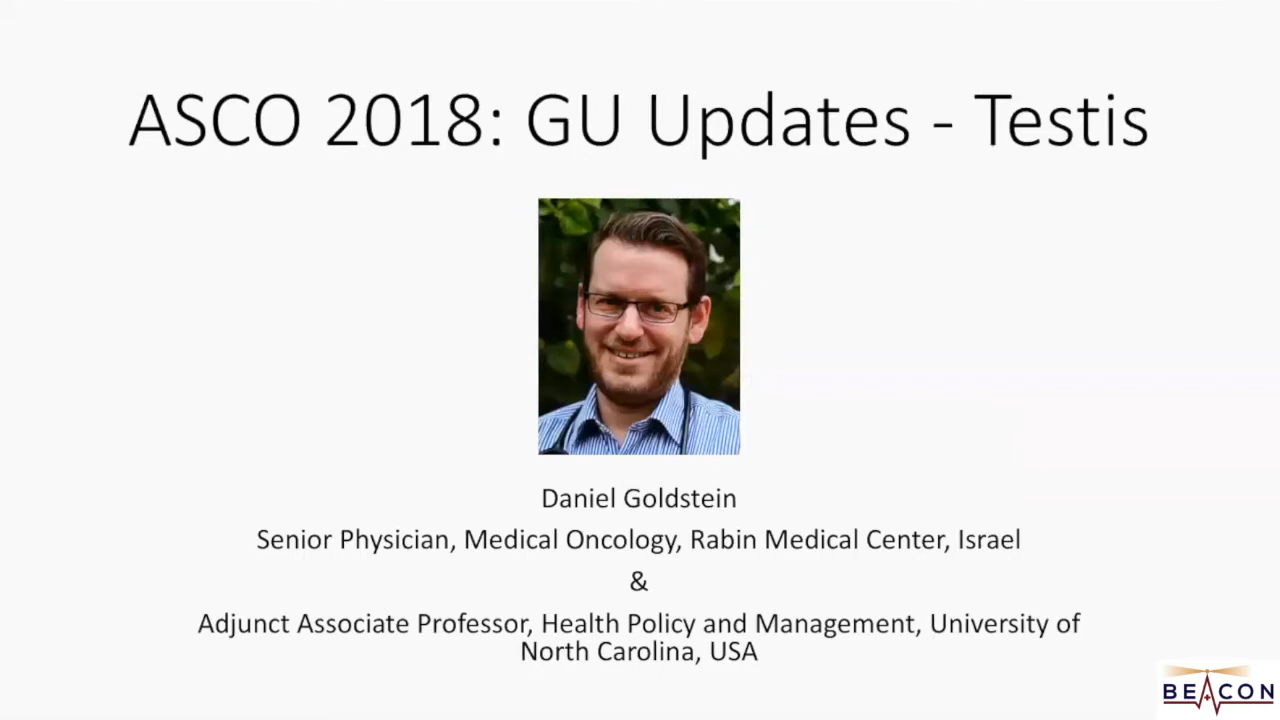 ASCO 2018: GU Updates - Testis
Daniel Goldstein
Senior Physician, Medical Oncology, Rabin Medical Center, Israel
&
Adjunct Associate Professor, Health Policy and Management, University of
North Carolina, USA
BEACON